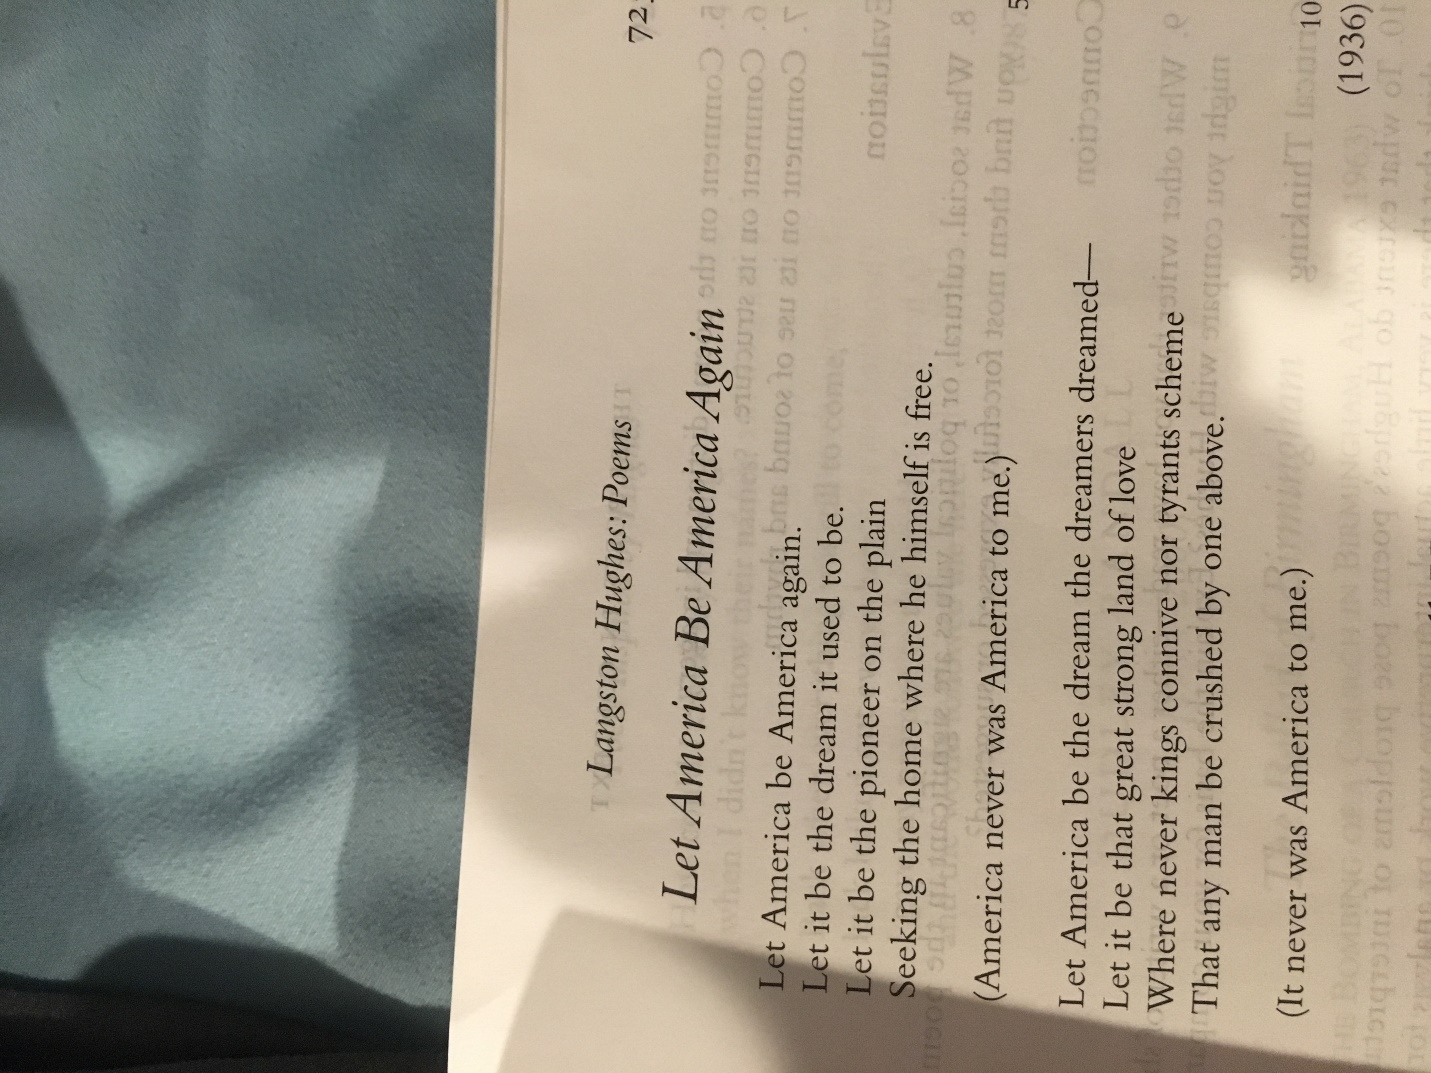 Langston Hughes: Poems
Let America Be America Again
Let America be America again.
Let it be the dream it used to be.
Let it be the pioneer on the plain
Seeking the home where he himself is free.
(America never was America to me.) 5
Let America be the dream the dreamers dreamed—
Let it be that great strong land of love
Where never kings connive nor tyrants scheme
That any man be crushed by one above.
(It never was America to me.) 10
(1936)